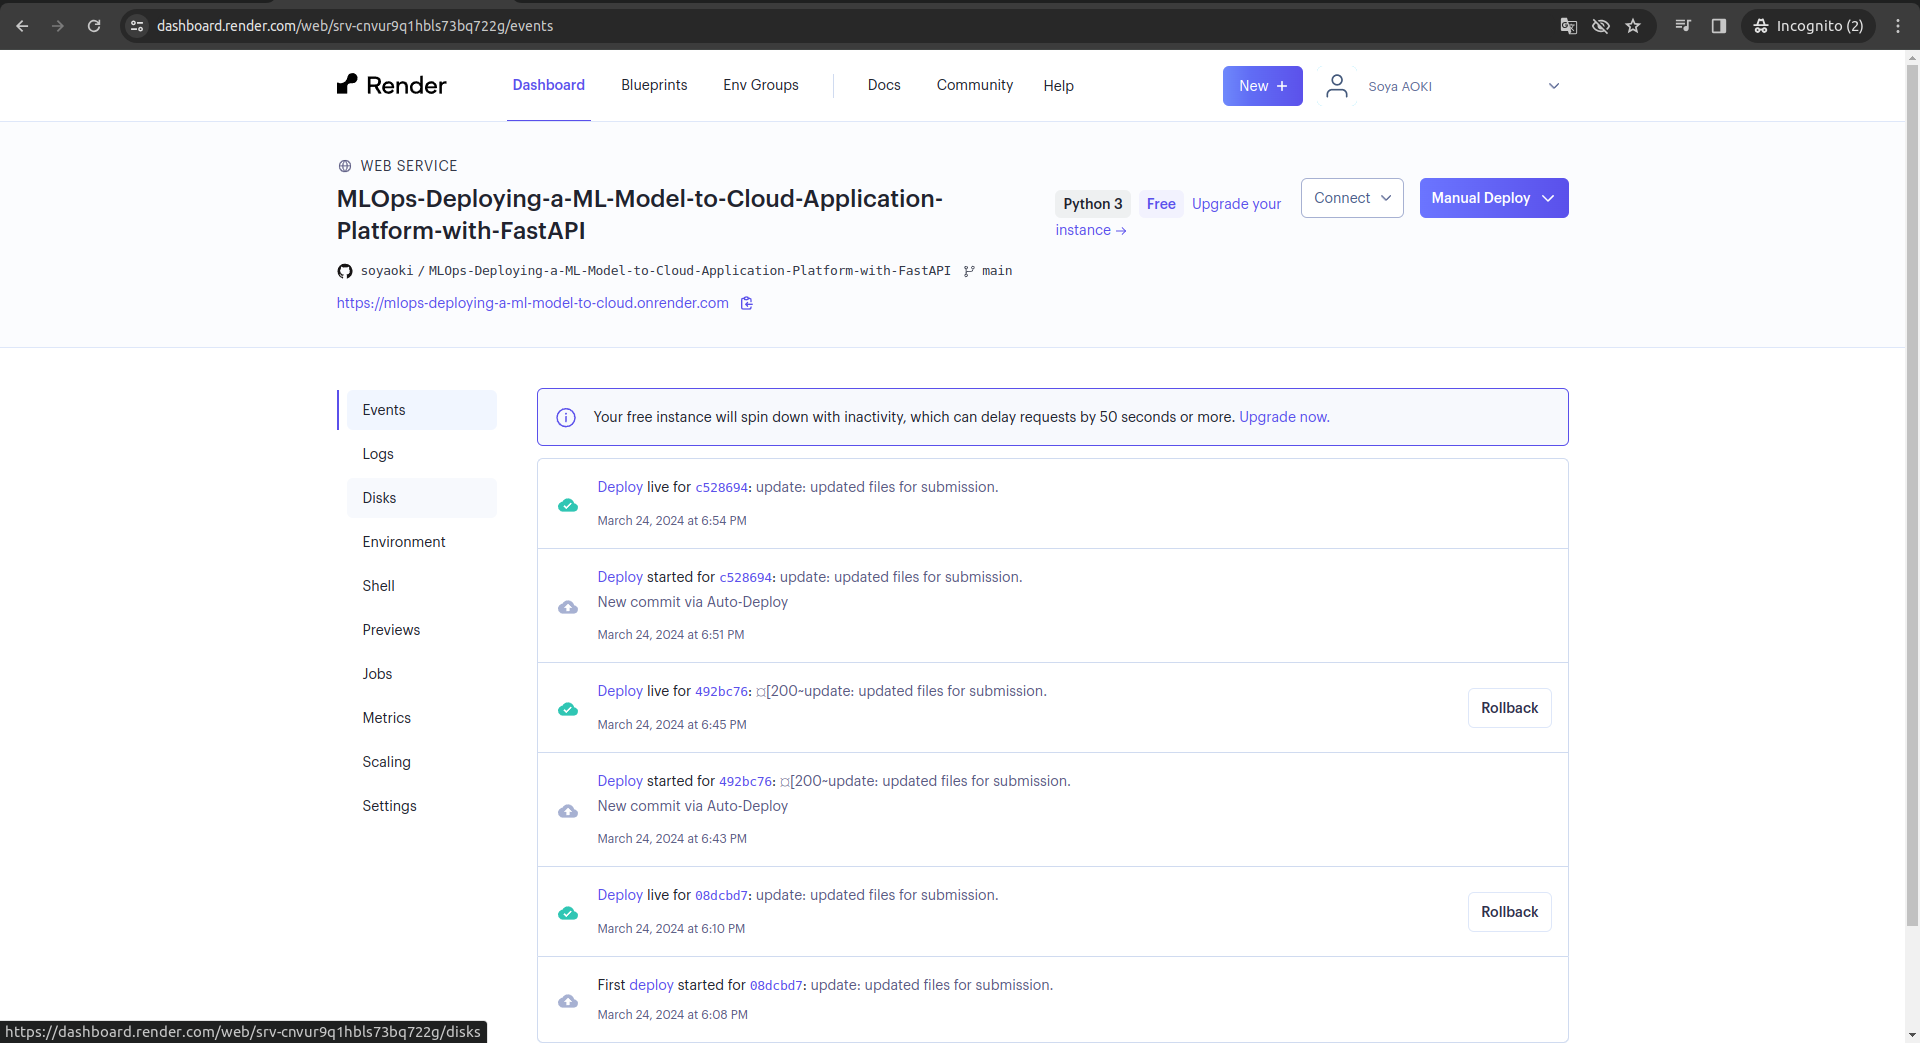 dashboard.render.com/web/srv-cnvur9q1hbls73bq722g/events
Incognito (2)
Render
Dashboard
Blueprints
Env Groups
Docs
Community
Help
New +
Soya AOKI
WEB SERVICE
MLOps-Deploying-a-ML-Model-to-Cloud-Application-
Platform-with-FastAPI
Python 3
Free
Upgrade your
instance →
Connect
Manual Deploy
soyaoki / MLOps-Deploying-a-ML-Model-to-Cloud-Application-Platform-with-FastAPI
main
https://mlops-deploying-a-ml-model-to-cloud.onrender.com
Events
Logs
Disks
Environment
Shell
Previews
Jobs
Metrics
Scaling
Settings
Your free instance will spin down with inactivity, which can delay requests by 50 seconds or more. Upgrade now.
Deploy live for c528694: update: updated files for submission.
March 24, 2024 at 6:54 PM
Deploy started for c528694: update: updated files for submission.
New commit via Auto-Deploy
March 24, 2024 at 6:51 PM
Deploy live for 492bc76: ¤[200~update: updated files for submission.
March 24, 2024 at 6:45 PM
Rollback
Deploy started for 492bc76: ¤[200~update: updated files for submission.
New commit via Auto-Deploy
March 24, 2024 at 6:43 PM
Deploy live for 08dcbd7: update: updated files for submission.
March 24, 2024 at 6:10 PM
Rollback
First deploy started for 08dcbd7: update: updated files for submission.
March 24, 2024 at 6:08 PM
https://dashboard.render.com/web/srv-cnvur9q1hbls73bq722g/disks